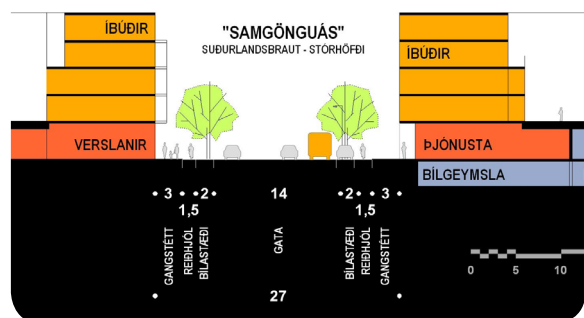 ÍBÚÐIR
"SAMGÖNGUÁS"
SUÐURLANDSBRAUT - STÓRHÖFÐI
ÍBÚÐIR
VERSLANIR
ÞJÓNUSTA
BÍLGEYMSLA
3 2 14 2 3
1,5 1,5
GANGSTÉTT
REIÐHJÓL
BÍLASTÆÐI
GATA
BÍLASTÆÐI
REIÐHJÓL
GANGSTÉTT
0 5 10
27